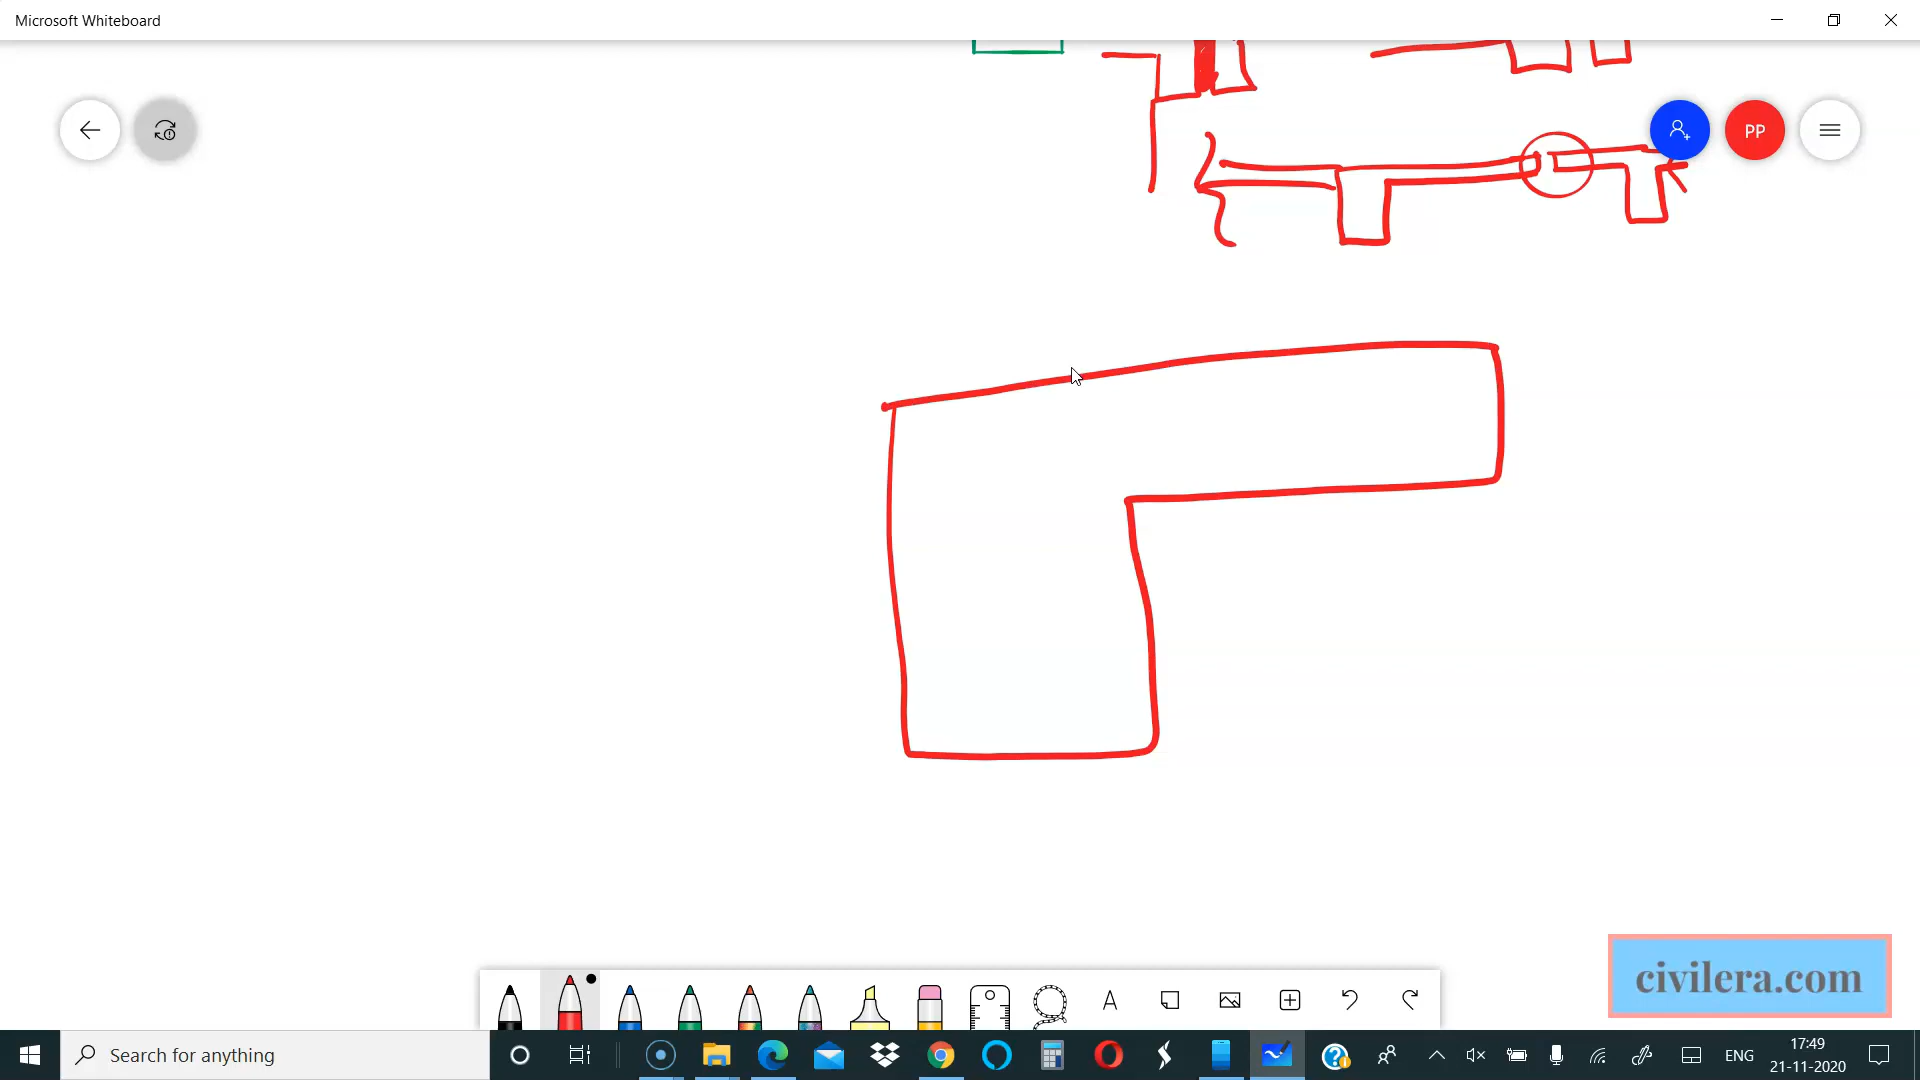 Microsoft Whiteboard
PP
civilera.com
Search for anything
ENG
17:49
21-11-2020